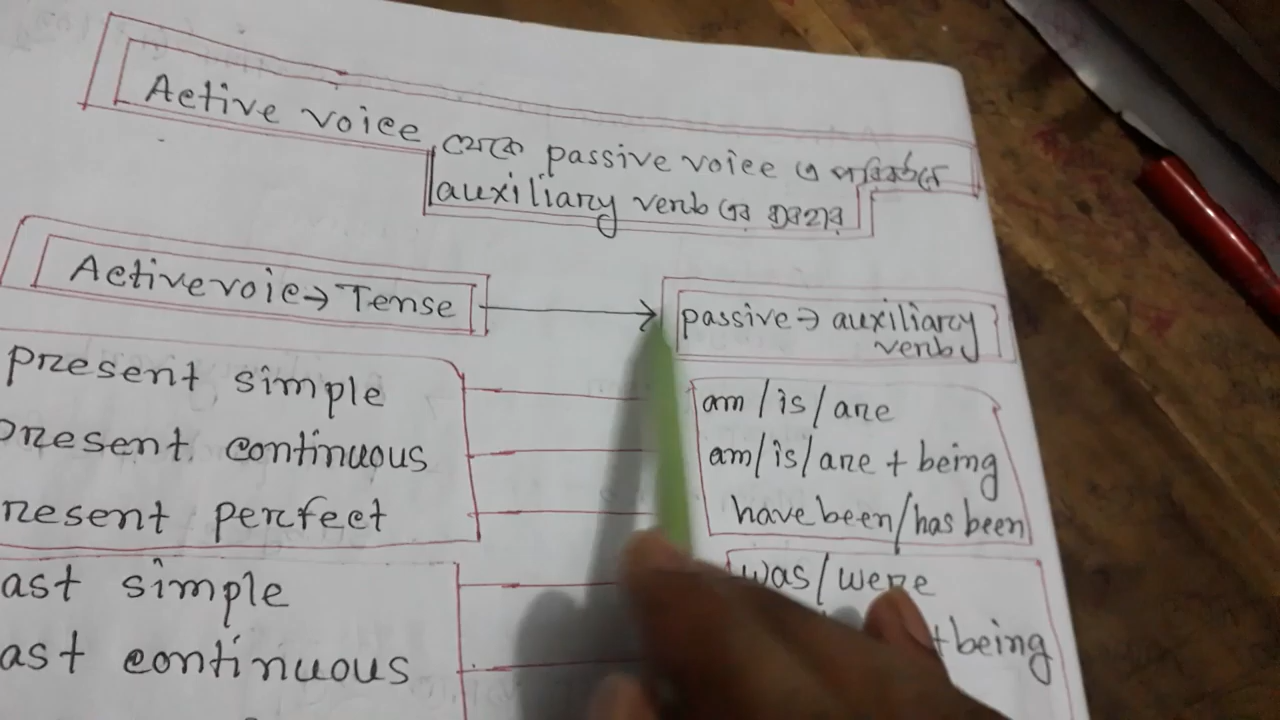 Active voice থেকে passive voice এ পরিবর্তনে
auxiliary verb এর ব্যবহার
Activevoie→Tense
passive→auxiliary
verb
present simple
am/is/are
present continuous
am/is/are + being
resent perfect
have been/has been
ast simple
was/were
ast continuous
+being